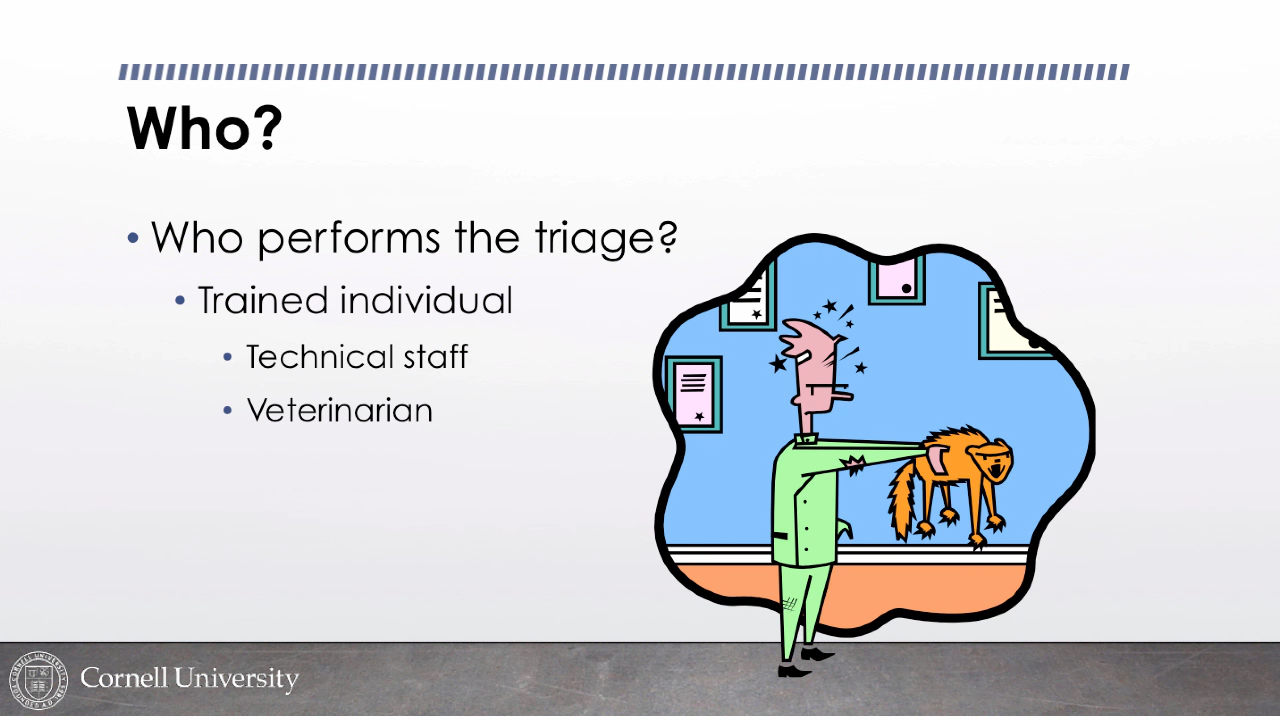 Who?
• Who performs the triage?
• Trained individual
• Technical staff
• Veterinarian
Cornell University